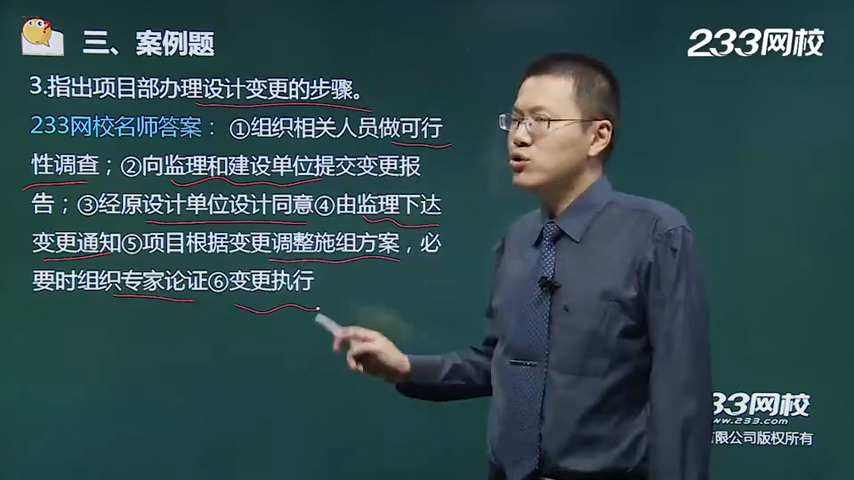 三、案例题
233网校
3.指出项目部办理设计变更的步骤。
233网校名师答案：①组织相关人员做可行
性调查；②向监理和建设单位提交变更报
告；③经原设计单位设计同意④由监理下达
变更通知⑤项目根据变更调整施组方案，必
要时组织专家论证⑥变更执行
33网校
www.233.com
有限公司版权所有